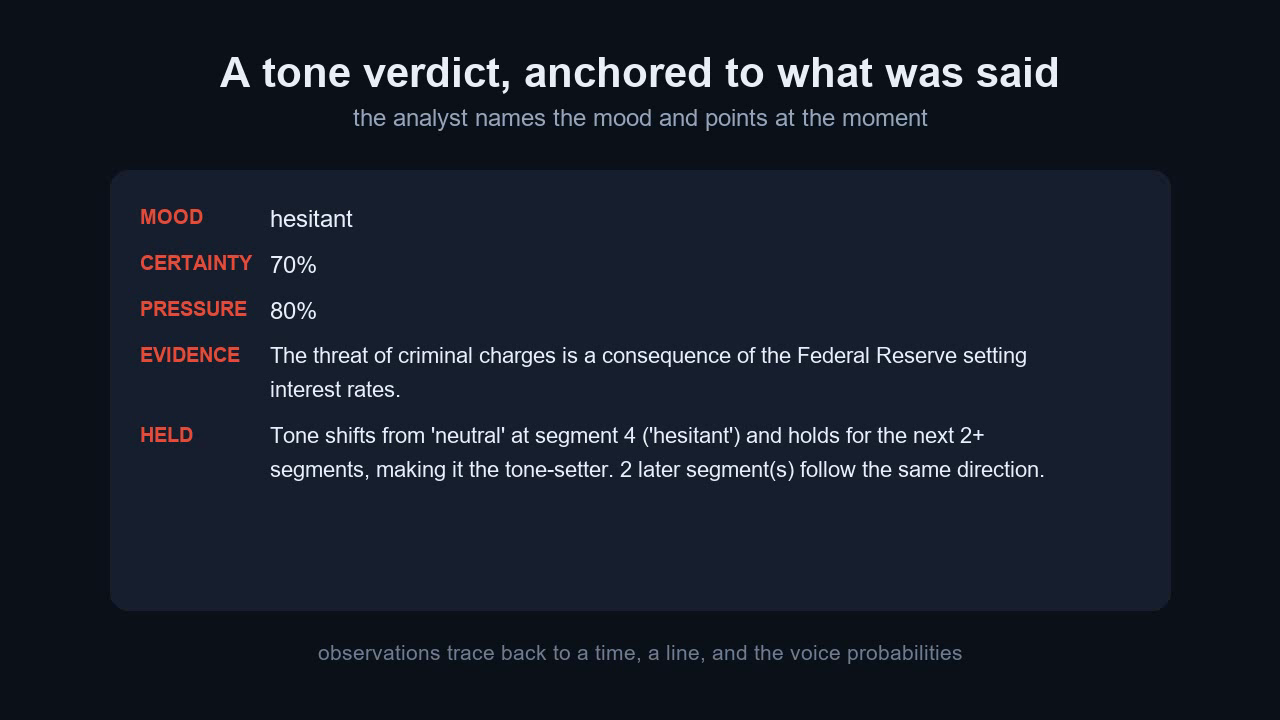 A tone verdict, anchored to what was said
the analyst names the mood and points at the moment
MOOD hesitant
CERTAINTY 70%
PRESSURE 80%
EVIDENCE The threat of criminal charges is a consequence of the Federal Reserve setting
interest rates.
HELD Tone shifts from 'neutral' at segment 4 ('hesitant') and holds for the next 2+
segments, making it the tone-setter. 2 later segment(s) follow the same direction.
observations trace back to a time, a line, and the voice probabilities